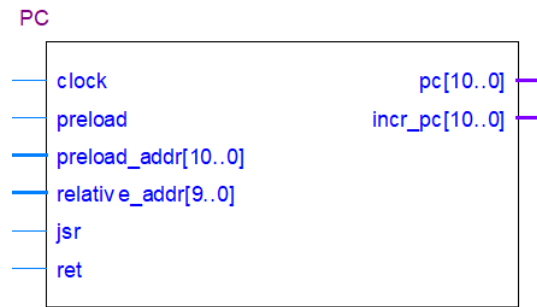 PC
clock pc[10..0]
preload incr_pc[10..0]
preload_addr[10..0]
relative_addr[9..0]
jsr
ret